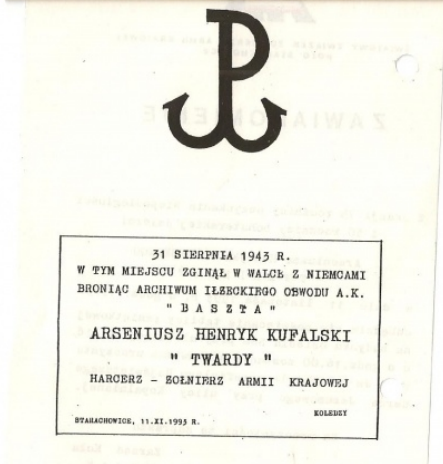 31 SIERPNIA 1943 R.
W TYM MIEJSCU ZGINĄŁ W WALCE Z NIEMCAMI
BRONIĄC ARCHIWUM IŁŻECKIEGO OBWODU A.K.
" BASZTA "
ARSENIUSZ HENRYK KUFALSKI
" TWARDY "
HARCERZ - ŻOŁNIERZ ARMII KRAJOWEJ
KOLEDZY
STARACHOWICE, 11.XI.1993 R.